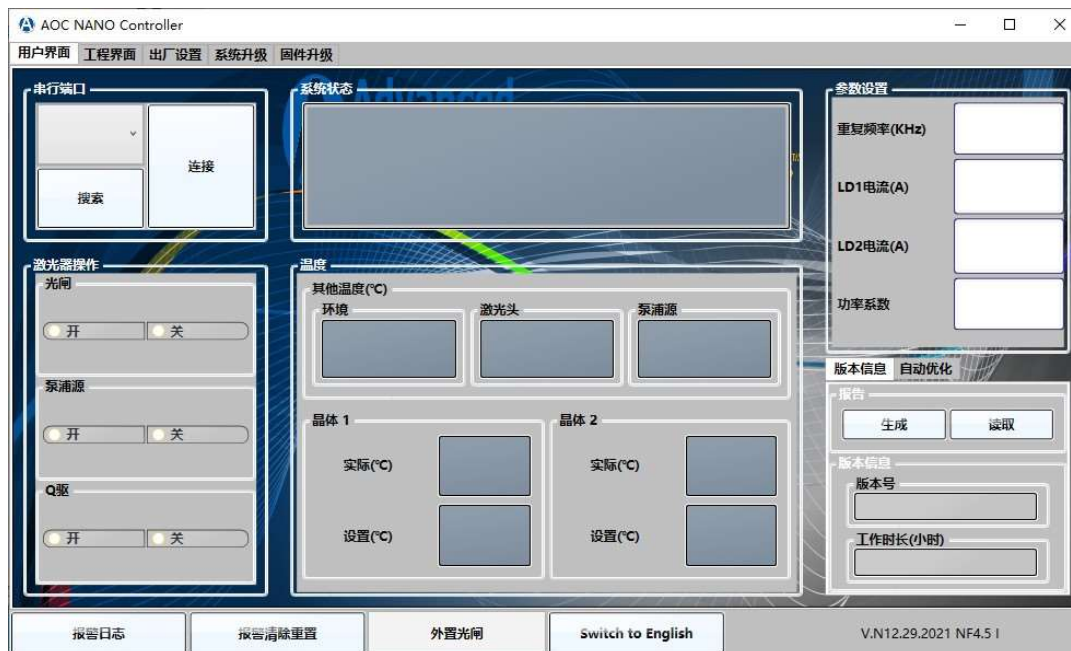 AOC NANO Controller
用户界面 工程界面 出厂设置 系统升级 固件升级
串行端口
连接
搜索
系统状态
Advanced
参数设置
重复频率(KHz)
LD1电流(A)
LD2电流(A)
功率系数
激光器操作
光闸
开 关
泵浦源
开 关
Q驱
开 关
温度
其他温度(℃)
环境 激光头 泵浦源
晶体 1
实际(℃)
设置(℃)
晶体 2
实际(℃)
设置(℃)
版本信息 自动优化
报告
生成 读取
版本信息
版本号
工作时长(小时)
报警日志 报警清除重置 外置光闸 Switch to English V.N12.29.2021 NF4.5 I